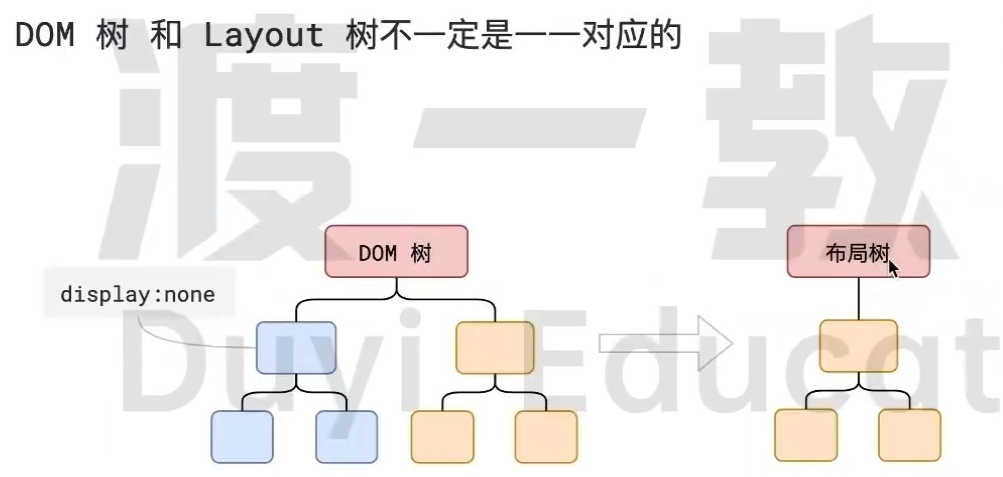 DOM 树 和 Layout 树不一定是一一对应的
渡一教
DOM 树
布局树
display:none
Duyi Educat